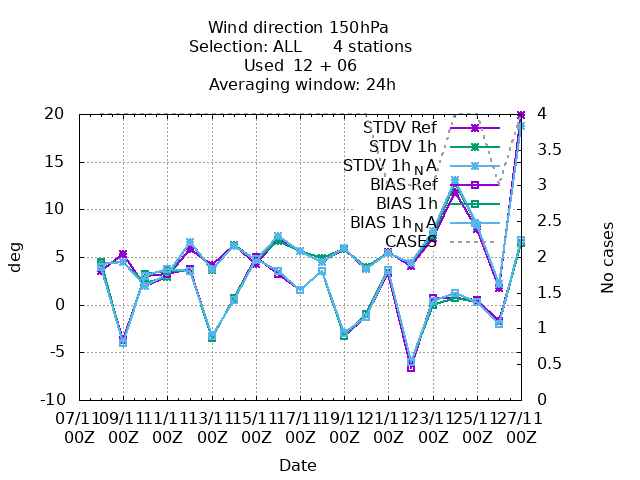 Wind direction 150hPa
Selection: ALL 4 stations
Used 12 + 06
Averaging window: 24h
20
15
10
5
0
-5
-10
4
3.5
3
2.5
2
1.5
1
0.5
0
deg
No cases
STDV Ref
STDV 1h
STDV 1h_N A
BIAS Ref
BIAS 1h
BIAS 1h_N A
CASES
07/11 09/11 11/11 13/11 15/11 17/11 19/11 21/11 23/11 25/11 27/11
00Z 00Z 00Z 00Z 00Z 00Z 00Z 00Z 00Z 00Z 00Z
Date